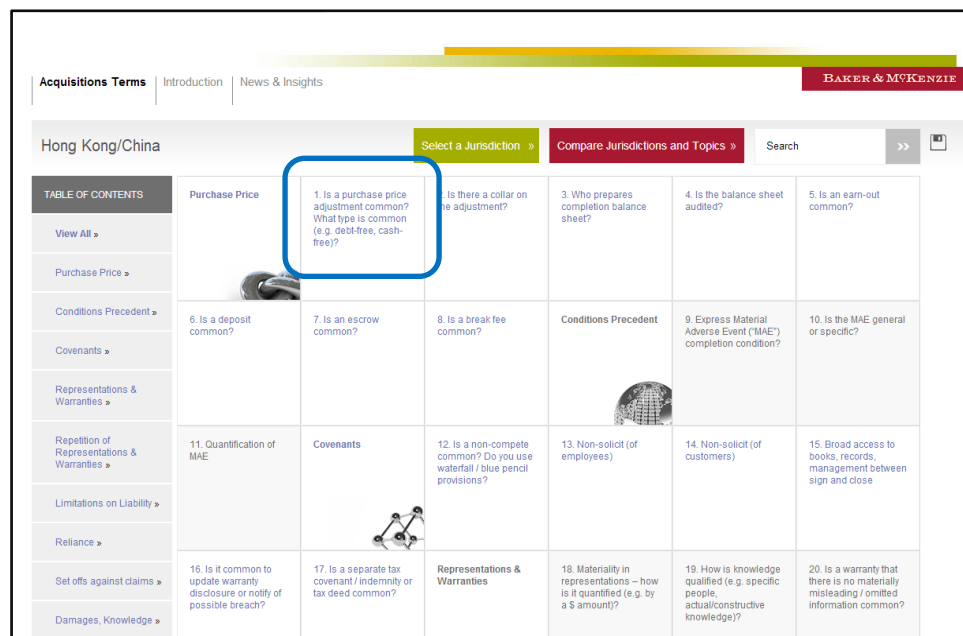 Acquisitions Terms
Introduction
News & Insights
BAKER & MCKENZIE
Hong Kong/China
Select a Jurisdiction »
Compare Jurisdictions and Topics »
Search
>>
TABLE OF CONTENTS
View All »
Purchase Price »
Conditions Precedent »
Covenants »
Representations &
Warranties »
Repetition of
Representations &
Warranties »
Limitations on Liability »
Reliance »
Set offs against claims »
Damages, Knowledge »
Purchase Price
1. Is a purchase price
adjustment common?
What type is common
(e.g. debt-free, cash-
free)?
Is there a collar on
the adjustment?
3. Who prepares
completion balance
sheet?
4. Is the balance sheet
audited?
5. Is an earn-out
common?
6. Is a deposit
common?
7. Is an escrow
common?
8. Is a break fee
common?
Conditions Precedent
9. Express Material
Adverse Event ("MAE")
completion condition?
10. Is the MAE general
or specific?
11. Quantification of
MAE
Covenants
12. Is a non-compete
common? Do you use
waterfall / blue pencil
provisions?
13. Non-solicit (of
employees)
14. Non-solicit (of
customers)
15. Broad access to
books, records,
management between
sign and close
16. Is it common to
update warranty
disclosure or notify of
possible breach?
17. Is a separate tax
covenant / indemnity or
tax deed common?
Representations &
Warranties
18. Materiality in
representations – how
is it quantified (e.g. by
a $ amount)?
19. How is knowledge
qualified (e.g. specific
people,
actual/constructive
knowledge)?
20. Is a warranty that
there is no materially
misleading / omitted
information common?